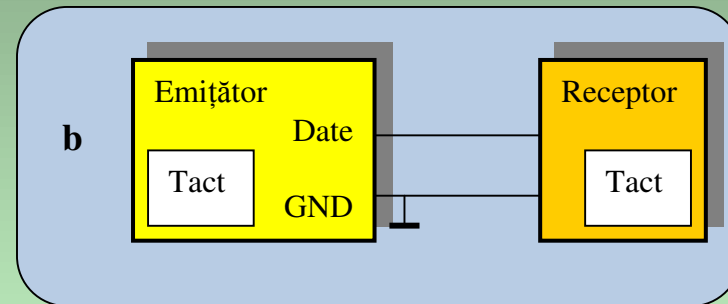 b
Emițător
Date
Tact
GND
Receptor
Tact